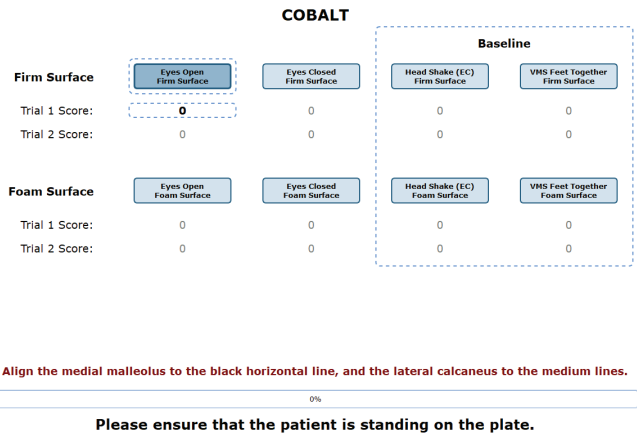 COBALT
Baseline
Firm Surface
Eyes Open
Firm Surface
Eyes Closed
Firm Surface
Head Shake (EC)
Firm Surface
VMS Feet Together
Firm Surface
Trial 1 Score: 0 0 0 0
Trial 2 Score: 0 0 0 0
Foam Surface
Eyes Open
Foam Surface
Eyes Closed
Foam Surface
Head Shake (EC)
Foam Surface
VMS Feet Together
Foam Surface
Trial 1 Score: 0 0 0 0
Trial 2 Score: 0 0 0 0
Align the medial malleolus to the black horizontal line, and the lateral calcaneus to the medium lines.
0%
Please ensure that the patient is standing on the plate.